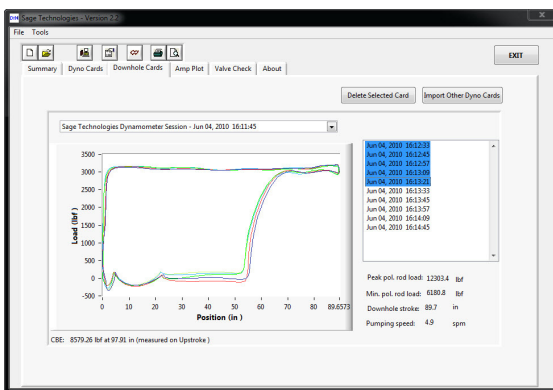 Sage Technologies - Version 2.2
File Tools
EXIT
Summary Dyno Cards Downhole Cards Amp Plot Valve Check About
Delete Selected Card Import Other Dyno Cards
Sage Technologies Dynamometer Session - Jun 04, 2010 16:11:45
Jun 04, 2010 16:12:33
Jun 04, 2010 16:12:45
Jun 04, 2010 16:12:57
Jun 04, 2010 16:13:09
Jun 04, 2010 16:13:21
Jun 04, 2010 16:13:33
Jun 04, 2010 16:13:45
Jun 04, 2010 16:13:57
Jun 04, 2010 16:14:09
Jun 04, 2010 16:14:45
Load (lbf)
3500
3000
2500
2000
1500
1000
500
0
-500
0 10 20 30 40 50 60 70 80 89.6573
Position (in )
Peak pol. rod load: 12303.4 lbf
Min. pol. rod load: 6180.8 lbf
Downhole stroke: 89.7 in
Pumping speed: 4.9 spm
CBE: 8579.26 lbf at 97.91 in (measured on Upstroke )